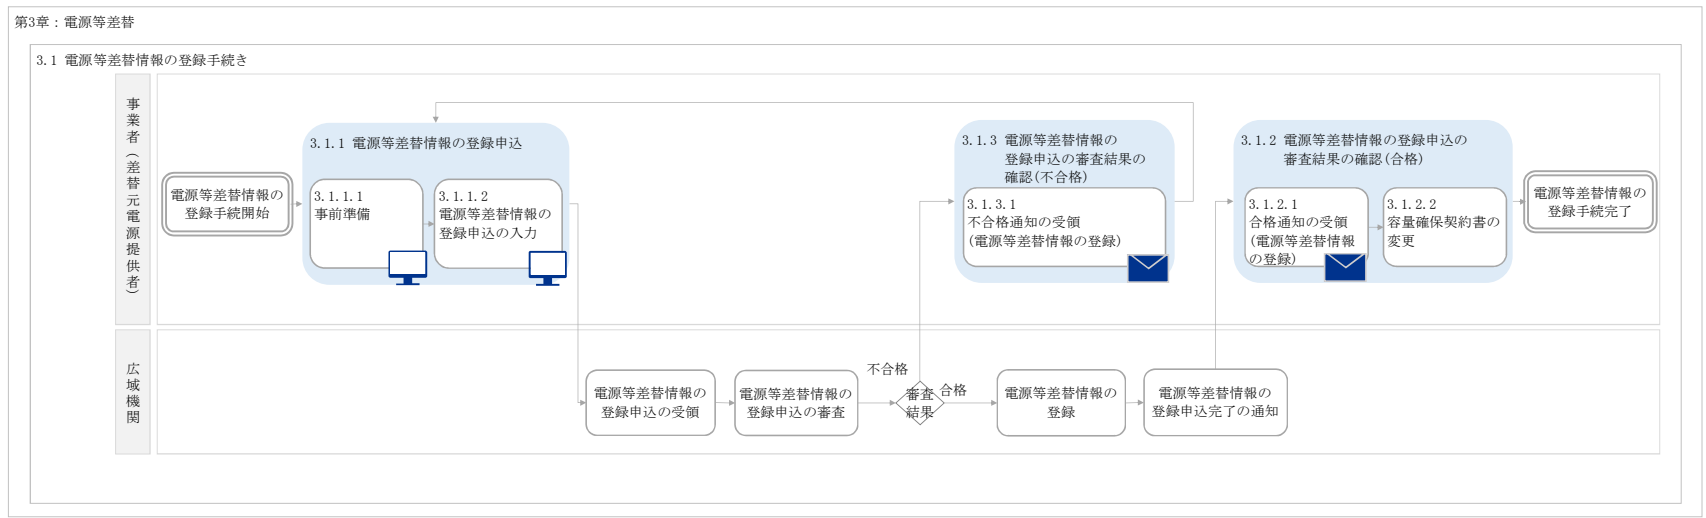 第3章：電源等差替
3.1 電源等差替情報の登録手続き
事業者（差替元電源提供者）
電源等差替情報の
登録手続開始
3.1.1 電源等差替情報の登録申込
3.1.1.1
事前準備
3.1.1.2
電源等差替情報の
登録申込の入力
3.1.3 電源等差替情報の
登録申込の審査結果の
確認(不合格)
3.1.3.1
不合格通知の受領
(電源等差替情報の登録)
3.1.2 電源等差替情報の登録申込の
審査結果の確認(合格)
3.1.2.1
合格通知の受領
(電源等差替情報
の登録)
3.1.2.2
容量確保契約書の
変更
電源等差替情報の
登録手続完了
広域機関
電源等差替情報の
登録申込の受領
電源等差替情報の
登録申込の審査
不合格
審査
結果
合格
電源等差替情報の
登録
電源等差替情報の
登録申込完了の通知